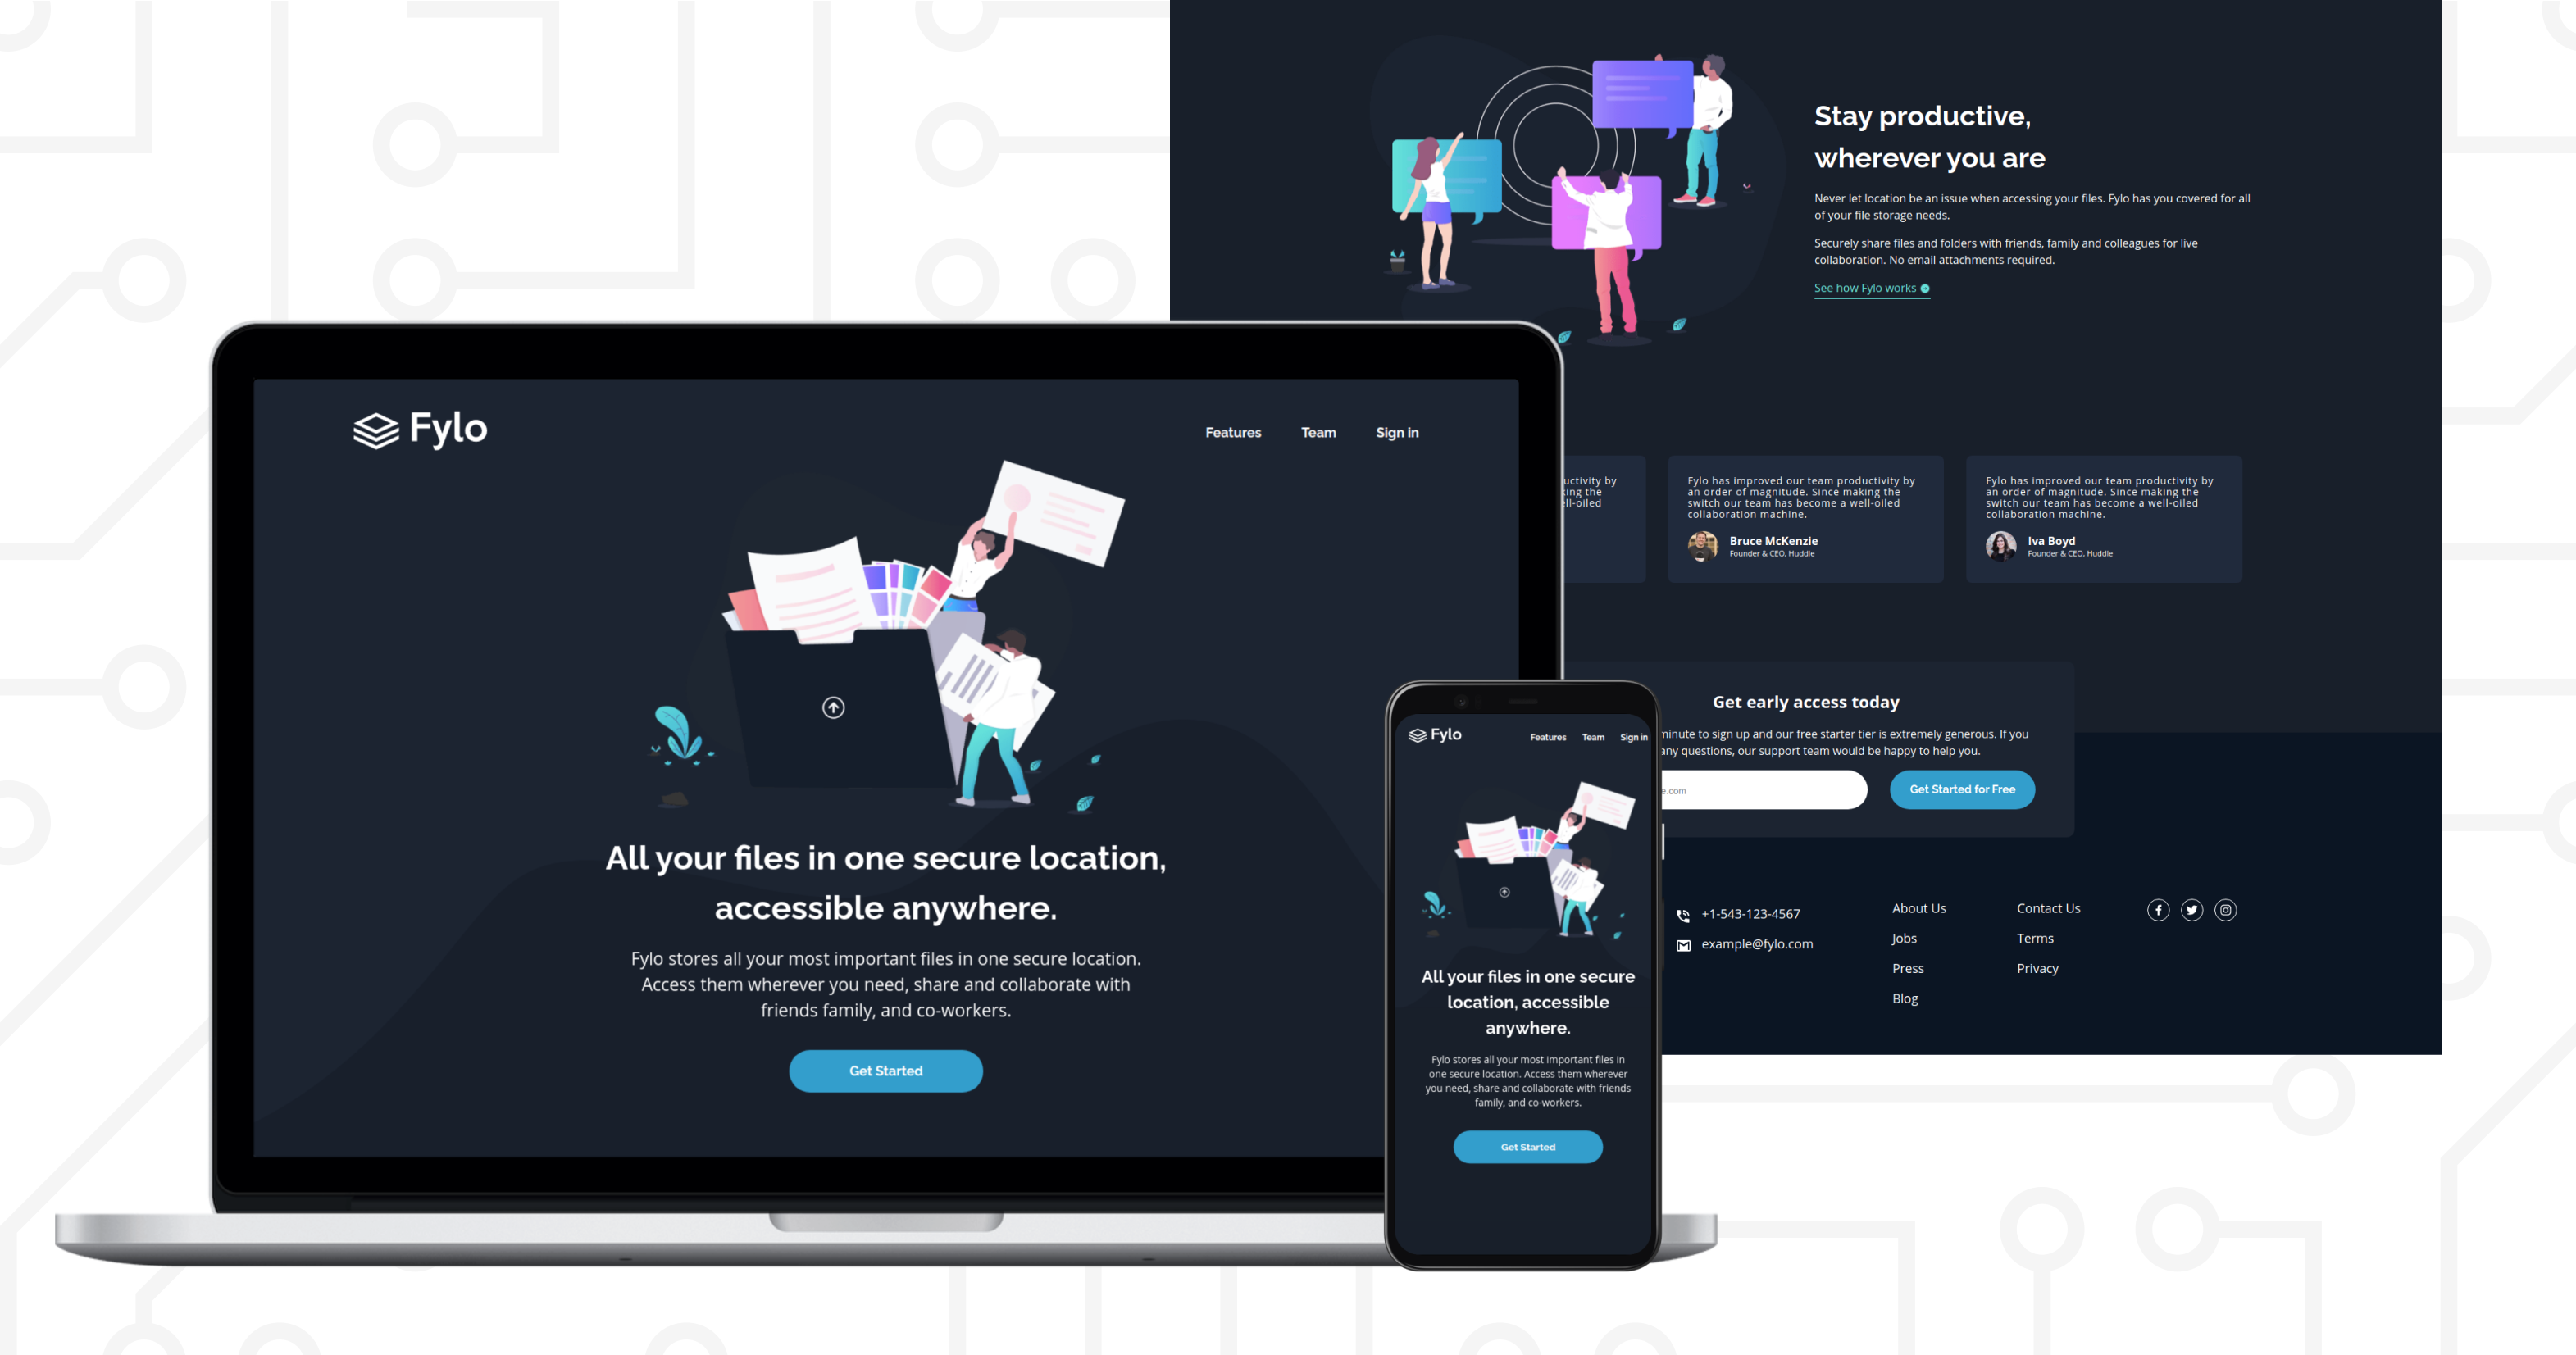 Stay productive,
wherever you are
Never let location be an issue when accessing your files. Fylo has you covered for all
of your file storage needs.
Securely share files and folders with friends, family and colleagues for live
collaboration. No email attachments required.
See how Fylo works
Fylo
Features Team Sign in
All your files in one secure location,
accessible anywhere.
Fylo stores all your most important files in one secure location.
Access them wherever you need, share and collaborate with
friends family, and co-workers.
Get Started
uctivity by
ing the
ell-oiled
Fylo has improved our team productivity by
an order of magnitude. Since making the
switch our team has become a well-oiled
collaboration machine.
Bruce McKenzie
Founder & CEO, Huddle
Fylo has improved our team productivity by
an order of magnitude. Since making the
switch our team has become a well-oiled
collaboration machine.
Iva Boyd
Founder & CEO, Huddle
Get early access today
minute to sign up and our free starter tier is extremely generous. If you
any questions, our support team would be happy to help you.
e.com
Get Started for Free
Fylo
Features Team Sign in
All your files in one secure
location, accessible
anywhere.
Fylo stores all your most important files in
one secure location. Access them wherever
you need, share and collaborate with friends
family, and co-workers.
Get Started
+1-543-123-4567
example@fylo.com
About Us
Jobs
Press
Blog
Contact Us
Terms
Privacy